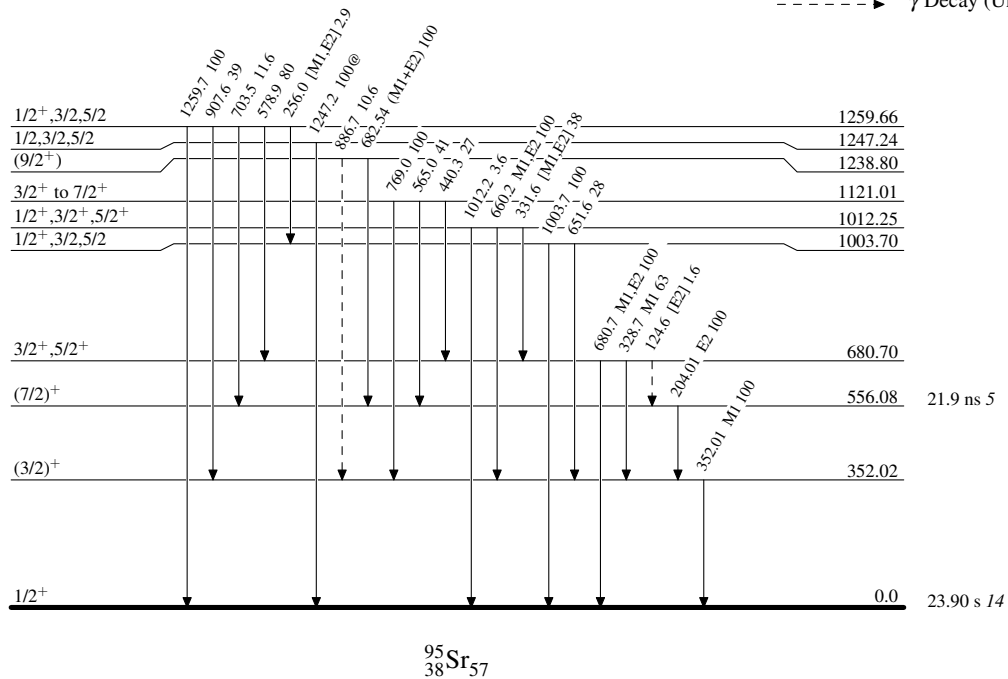 γ Decay (U
1259.7 100
907.6 39
703.5 11.6
578.9 80
256.0 [M1,E2] 2.9
1247.2 100@
886.7 10.6
682.54 (M1+E2) 100
769.0 100
565.0 41
440.3 27
1012.2 3.6
660.2 M1,E2 100
331.6 [M1,E2] 38
1003.7 100
651.6 28
680.7 M1,E2 100
328.7 M1 63
124.6 [E2] 1.6
204.01 E2 100
352.01 M1 100
1/2⁺,3/2,5/2 1259.66
1/2,3/2,5/2 1247.24
(9/2⁺) 1238.80
3/2⁺ to 7/2⁺ 1121.01
1/2⁺,3/2⁺,5/2⁺ 1012.25
1/2⁺,3/2,5/2 1003.70
3/2⁺,5/2⁺ 680.70
(7/2)⁺ 556.08 21.9 ns 5
(3/2)⁺ 352.02
1/2⁺ 0.0 23.90 s 14
⁹⁵₃₈Sr₅₇